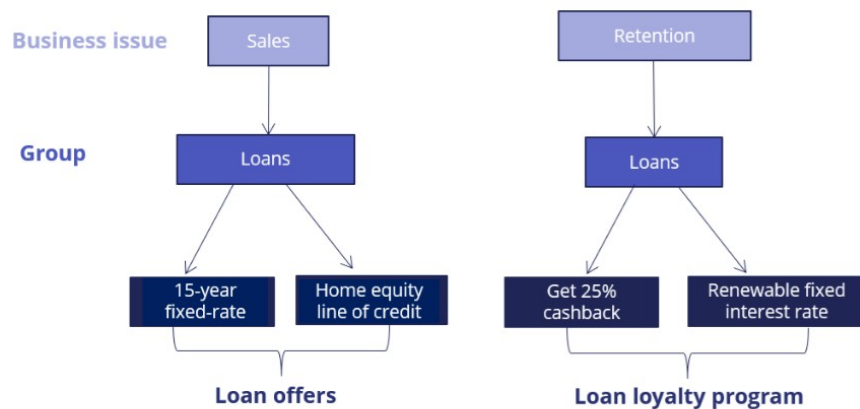 Business issue
Sales
Retention
Group
Loans
Loans
15-year
fixed-rate
Home equity
line of credit
Get 25%
cashback
Renewable fixed
interest rate
Loan offers
Loan loyalty program